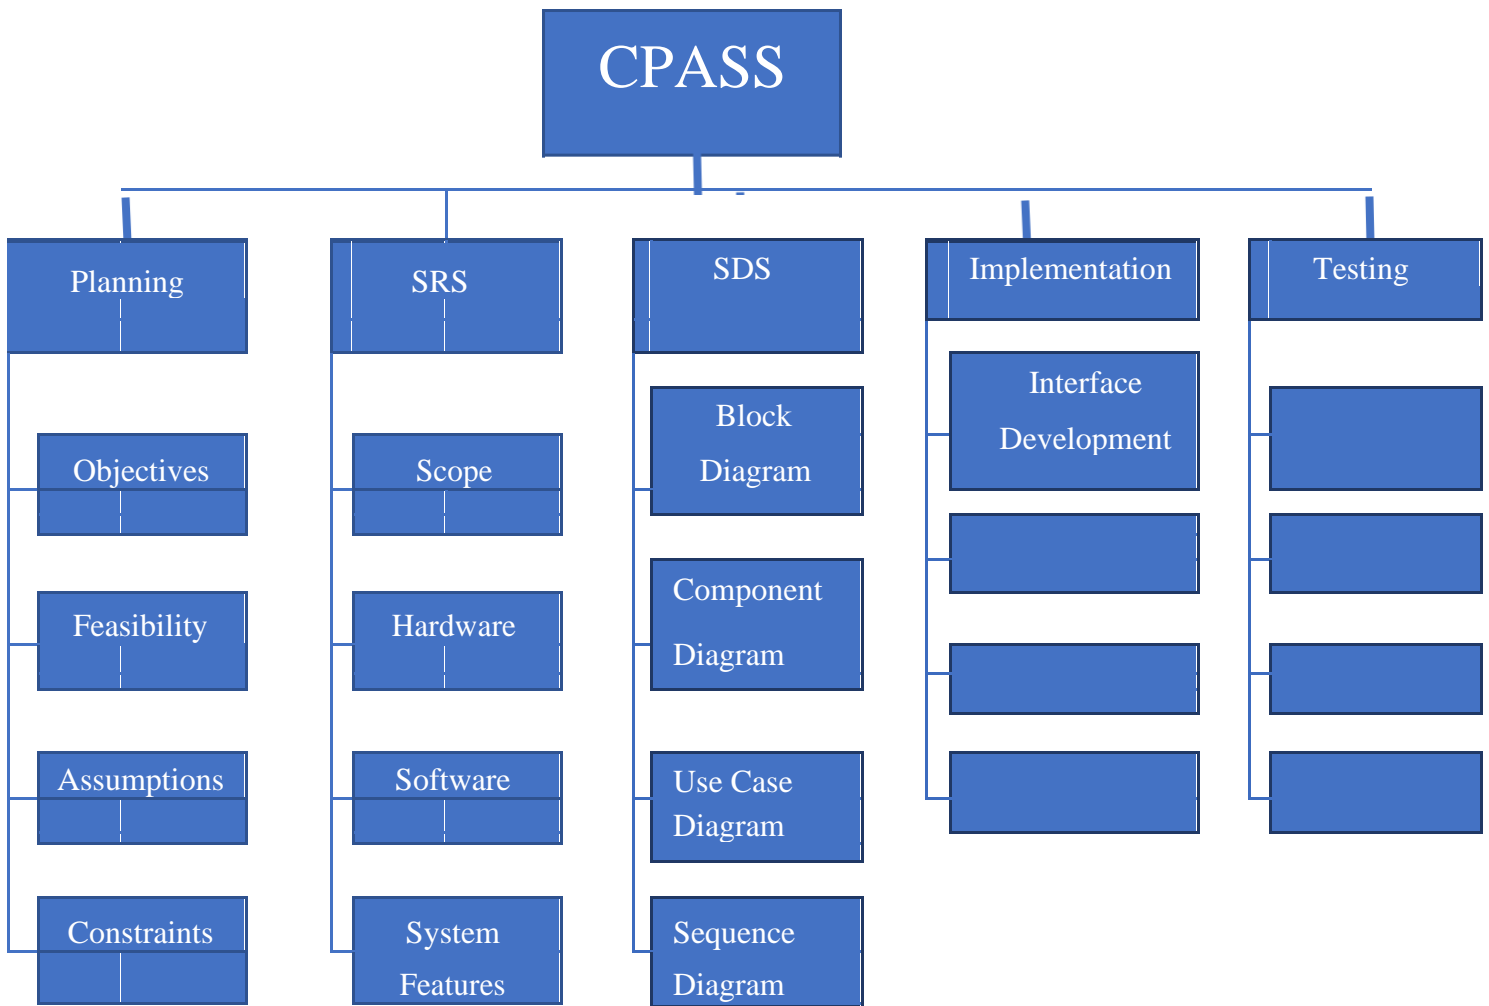 CPASS
Planning
SRS
SDS
Implementation
Testing
Objectives
Feasibility
Assumptions
Constraints
Scope
Hardware
Software
System
Features
Block
Diagram
Component
Diagram
Use Case
Diagram
Sequence
Diagram
Interface
Development